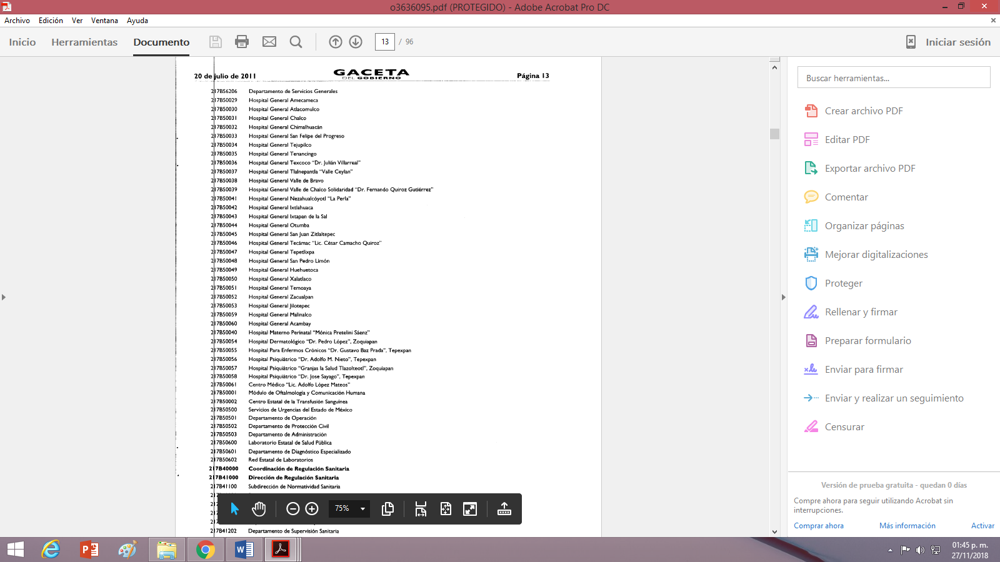 o3636095.pdf (PROTEGIDO) - Adobe Acrobat Pro DC
Archivo Edición Ver Ventana Ayuda
Inicio Herramientas Documento 13 / 96 Iniciar sesión
20 de julio de 2011 GACETA DEL GOBIERNO Página 13
217B56206 Departamento de Servicios Generales
217B50029 Hospital General Amecameca
217B50030 Hospital General Atlacomulco
217B50031 Hospital General Chalco
217B50032 Hospital General Chimalhuacán
217B50033 Hospital General San Felipe del Progreso
217B50034 Hospital General Tejupilco
217B50035 Hospital General Tenancingo
217B50036 Hospital General Texcoco "Dr. Julián Villarreal"
217B50037 Hospital General Tlalnepantla "Valle Ceylan"
217B50038 Hospital General Valle de Bravo
217B50039 Hospital General Valle de Chalco Solidaridad "Dr. Fernando Quiroz Gutiérrez"
217B50041 Hospital General Nezahualcóyotl "La Perla"
217B50042 Hospital General Ixtlahuaca
217B50043 Hospital General Ixtapan de la Sal
217B50044 Hospital General Otumba
217B50045 Hospital General San Juan Zitlaltepec
217B50046 Hospital General Tecámac "Lic. César Camacho Quiroz"
217B50047 Hospital General Tepetlixpa
217B50048 Hospital General San Pedro Limón
217B50049 Hospital General Huehuetoca
217B50050 Hospital General Xalatlaco
217B50051 Hospital General Temoaya
217B50052 Hospital General Zacualpan
217B50053 Hospital General Jilotepec
217B50059 Hospital General Malinalco
217B50060 Hospital General Acambay
217B50040 Hospital Materno Perinatal "Mónica Pretelini Sáenz"
217B50054 Hospital Dermatológico "Dr. Pedro López", Zoquiapan
217B50055 Hospital Para Enfermos Crónicos "Dr. Gustavo Baz Prada", Tepexpan
217B50056 Hospital Psiquiátrico "Dr. Adolfo M. Nieto", Tepexpan
217B50057 Hospital Psiquiátrico "Granjas la Salud Tlazolteotl", Zoquiapan
217B50058 Hospital Psiquiátrico "Dr. Jose Sayago", Tepexpan
217B50061 Centro Médico "Lic. Adolfo López Mateos"
217B50001 Módulo de Oftalmología y Comunicación Humana
217B50002 Centro Estatal de la Transfusión Sanguínea
217B50500 Servicios de Urgencias del Estado de México
217B50501 Departamento de Operación
217B50502 Departamento de Protección Civil
217B50503 Departamento de Administración
217B50600 Laboratorio Estatal de Salud Pública
217B50601 Departamento de Diagnóstico Especializado
217B50602 Red Estatal de Laboratorios
217B40000 Coordinación de Regulación Sanitaria
217B41000 Dirección de Regulación Sanitaria
217B41100 Subdirección de Normatividad Sanitaria
75%
217B41202 Departamento de Supervisión Sanitaria
Buscar herramientas...
Crear archivo PDF
Editar PDF
Exportar archivo PDF
Comentar
Organizar páginas
Mejorar digitalizaciones
Proteger
Rellenar y firmar
Preparar formulario
Enviar para firmar
Enviar y realizar un seguimiento
Censurar
Versión de prueba gratuita - quedan 0 días
Compre ahora para seguir utilizando Acrobat sin
interrupciones.
Comprar ahora Más información Activar
01:45 p. m.
27/11/2018